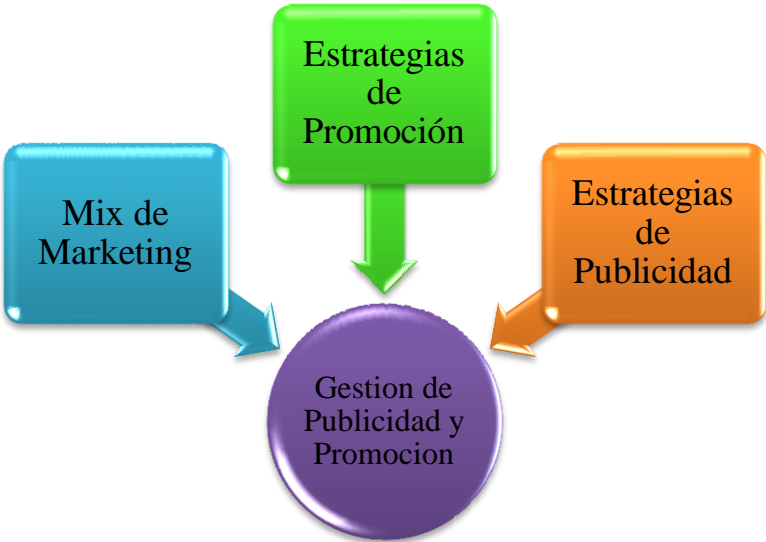 Estrategias
de
Promoción
Mix de
Marketing
Estrategias
de
Publicidad
Gestion de
Publicidad y
Promocion